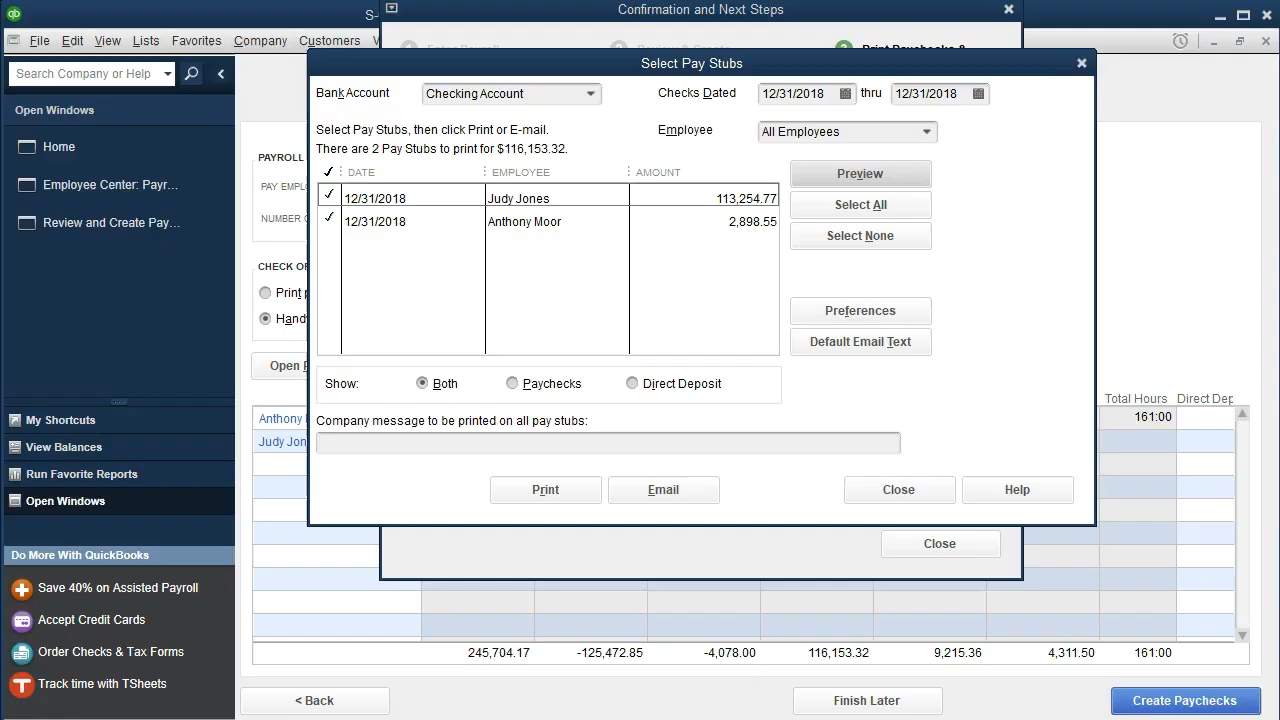 S-
Confirmation and Next Steps
File Edit View Lists Favorites Company Customers
Print Paychecks &
Search Company or Help
Open Windows
Home
Employee Center: Payr...
Review and Create Pay...
My Shortcuts
View Balances
Run Favorite Reports
Open Windows
Do More With QuickBooks
Save 40% on Assisted Payroll
Accept Credit Cards
Order Checks & Tax Forms
Track time with TSheets
PAYROLL
PAY EMPL
NUMBER
CHECK OP
Print
Hand
Open
Select Pay Stubs
Bank Account Checking Account Checks Dated 12/31/2018 thru 12/31/2018
Select Pay Stubs, then click Print or E-mail. Employee All Employees
There are 2 Pay Stubs to print for $116,153.32.
DATE EMPLOYEE AMOUNT
12/31/2018 Judy Jones 113,254.77
12/31/2018 Anthony Moor 2,898.55
Preview
Select All
Select None
Preferences
Default Email Text
Show: Both Paychecks Direct Deposit
Company message to be printed on all pay stubs:
Print Email Close Help
Close
Total Hours Direct Dep
Anthony 161:00
Judy Jon
245,704.17 -125,472.85 -4,078.00 116,153.32 9,215.36 4,311.50 161:00
< Back Finish Later Create Paychecks